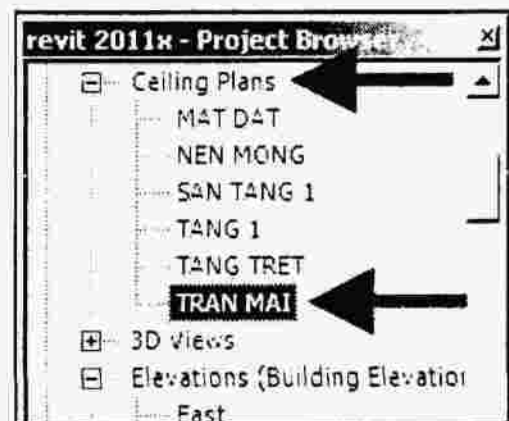 revit 2011x - Project Browser
Ceiling Plans
MAT DAT
NEN MONG
SAN TANG 1
TANG 1
TANG TRET
TRAN MAI
3D Views
Elevations (Building Elevation
East